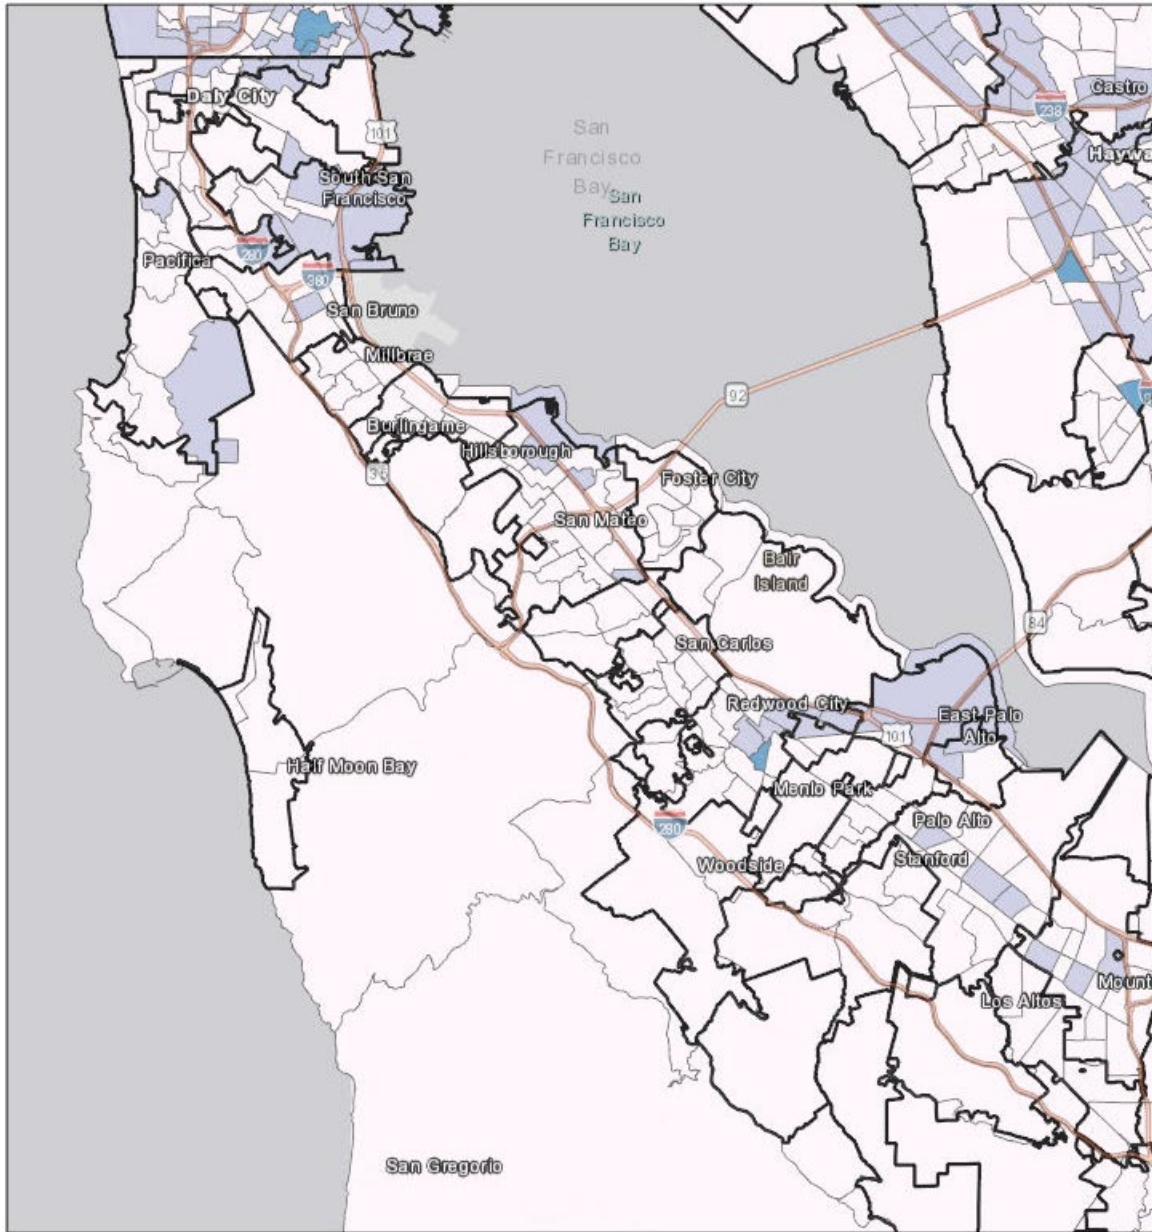 Castro
Daly City
238
101
San
Francisco
Bay
Haywa
South San
Francisco
San
Francisco
Bay
280
Pacifica
380
San Bruno
Millbrae
92
Burlingame
Hillsborough
35
Foster City
San Mateo
Bair
Island
84
San Carlos
Redwood City
East Palo
Alto
101
Half Moon Bay
Menlo Park
280
Palo Alto
Stanford
Woodside
Mount
Los Altos
San Gregorio